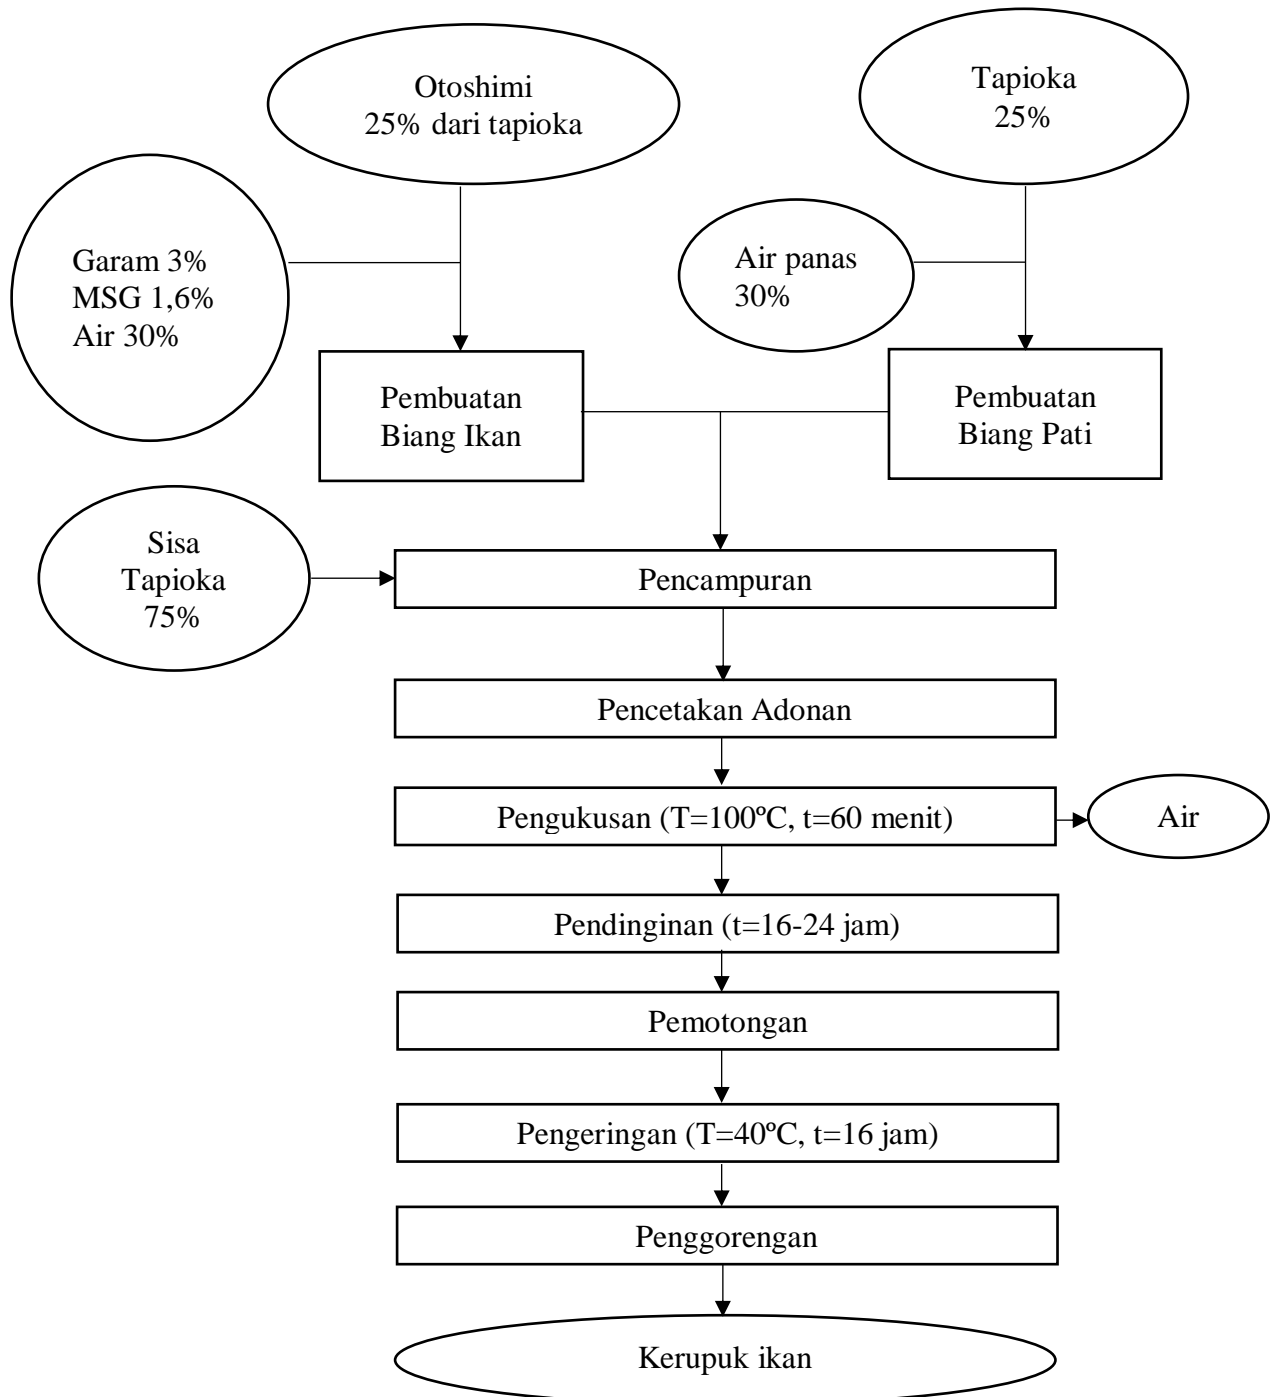 Otoshimi
25% dari tapioka
Tapioka
25%
Garam 3%
MSG 1,6%
Air 30%
Air panas
30%
Pembuatan
Biang Ikan
Pembuatan
Biang Pati
Sisa
Tapioka
75%
Pencampuran
Pencetakan Adonan
Pengukusan (T=100ºC, t=60 menit)
Air
Pendinginan (t=16-24 jam)
Pemotongan
Pengeringan (T=40ºC, t=16 jam)
Penggorengan
Kerupuk ikan